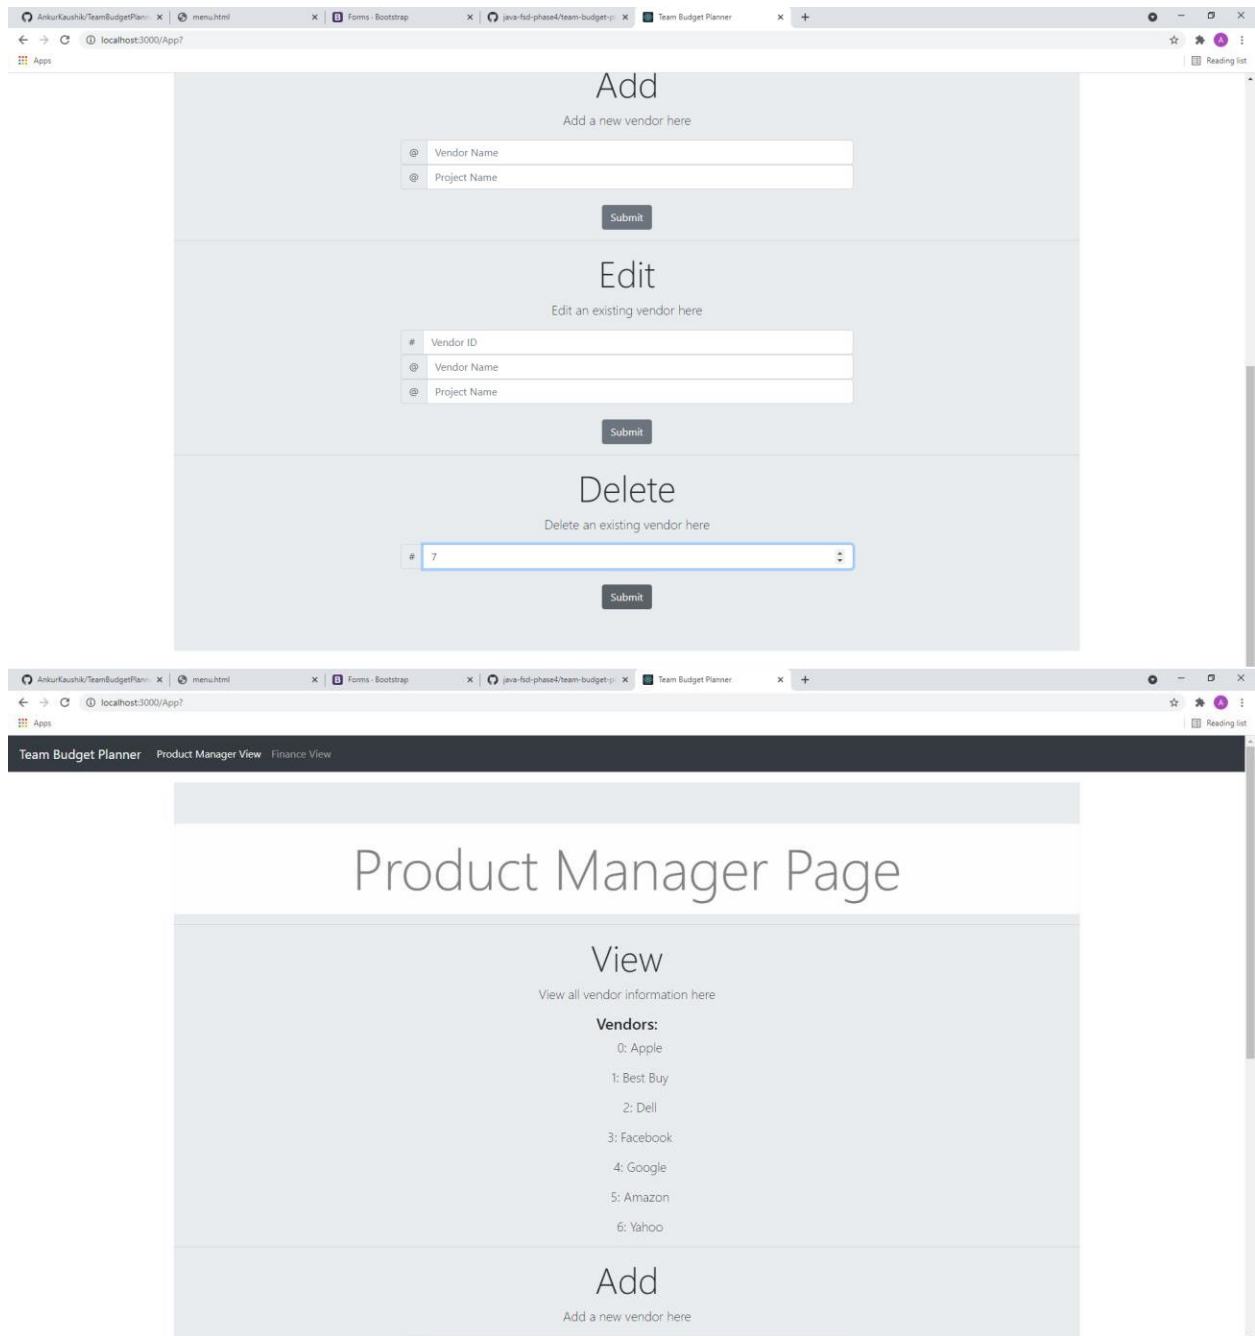 AnkurKaushik/TeamBudgetPlann menu.html Forms · Bootstrap java-fsd-phase4/team-budget-p Team Budget Planner
localhost:3000/App?
Apps Reading list
Add
Add a new vendor here
@ Vendor Name
@ Project Name
Submit
Edit
Edit an existing vendor here
# Vendor ID
@ Vendor Name
@ Project Name
Submit
Delete
Delete an existing vendor here
# 7
Submit
AnkurKaushik/TeamBudgetPlann menu.html Forms · Bootstrap java-fsd-phase4/team-budget-p Team Budget Planner
localhost:3000/App?
Apps Reading list
Team Budget Planner Product Manager View Finance View
Product Manager Page
View
View all vendor information here
Vendors:
0: Apple
1: Best Buy
2: Dell
3: Facebook
4: Google
5: Amazon
6: Yahoo
Add
Add a new vendor here